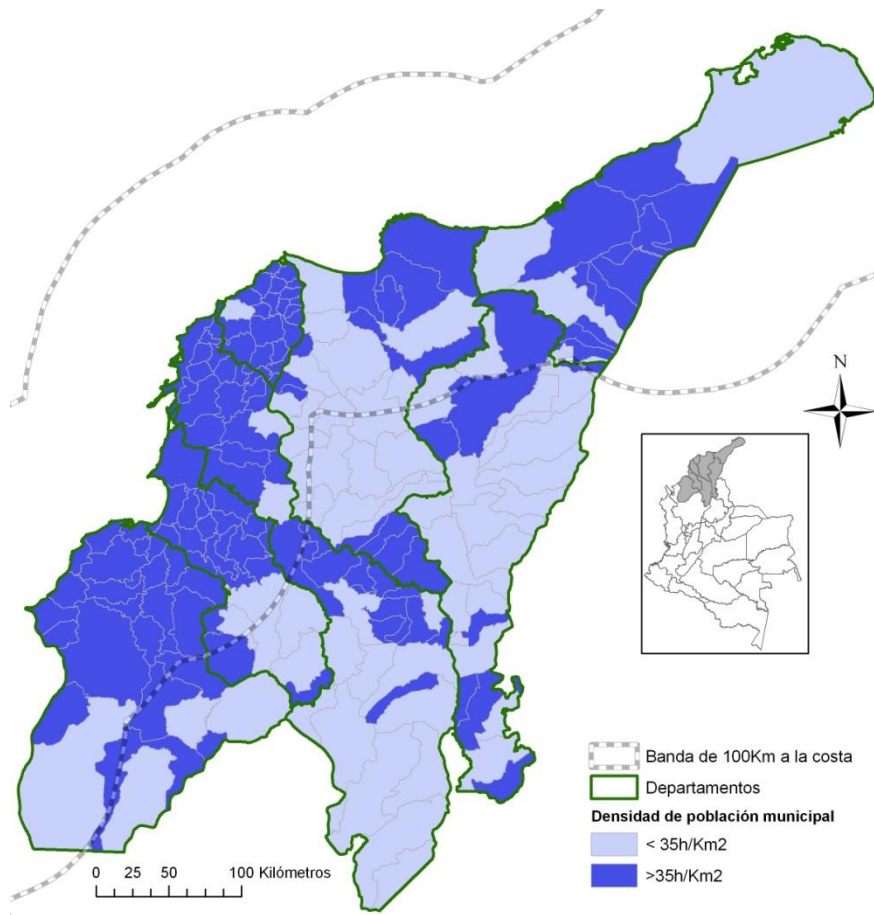 N
Banda de 100Km a la costa
Departamentos
Densidad de población municipal
< 35h/Km2
>35h/Km2
0 25 50 100 Kilómetros